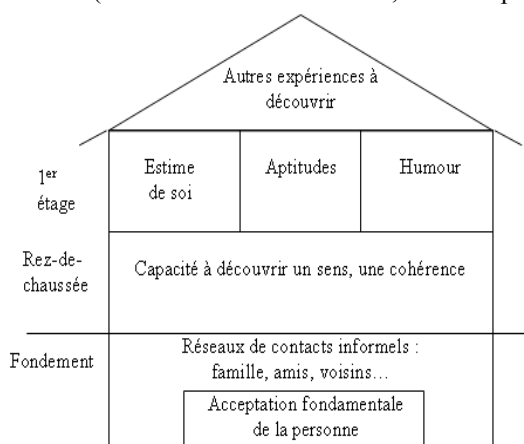 Autres expériences à
découvrir
1er
étage
Estime
de soi
Aptitudes
Humour
Rez-de-
chaussée
Capacité à découvrir un sens, une cohérence
Fondement
Réseaux de contacts informels :
famille, amis, voisins…
Acceptation fondamentale
de la personne